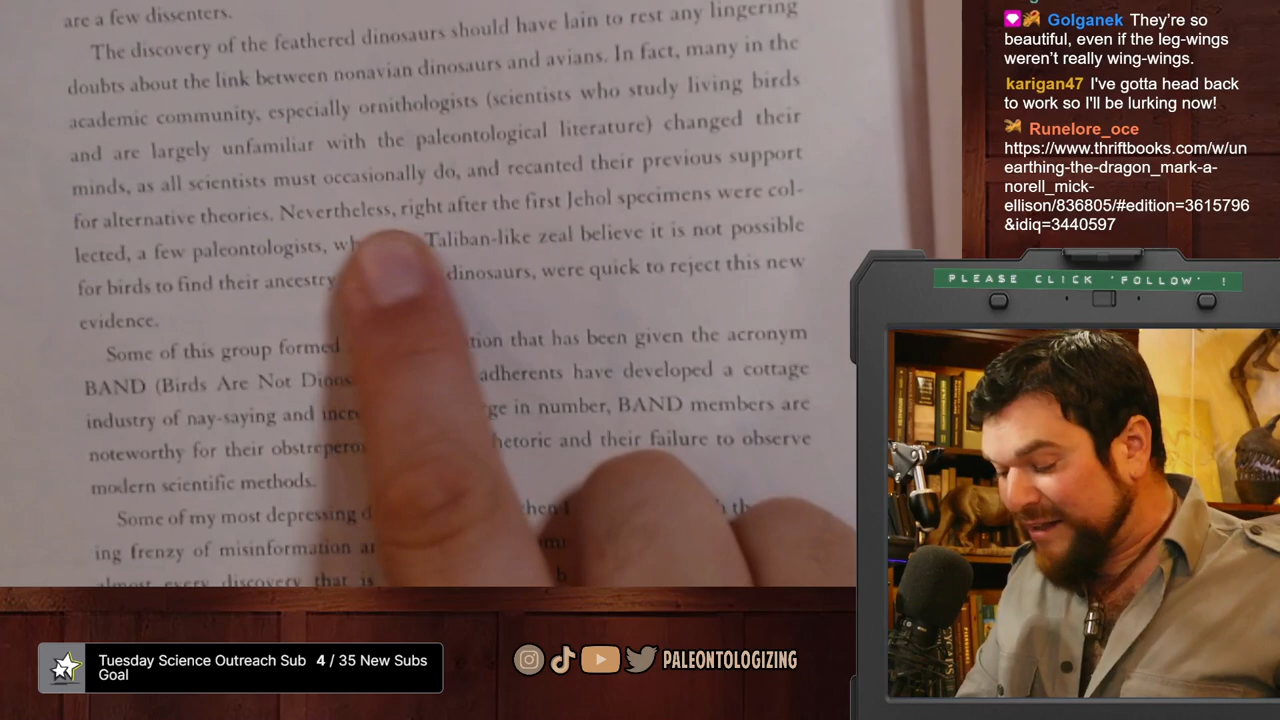 are a few dissenters.
The discovery of the feathered dinosaurs should have lain to rest any lingering
doubts about the link between nonavian dinosaurs and avians. In fact, many in the
academic community, especially ornithologists (scientists who study living birds
and are largely unfamiliar with the paleontological literature) changed their
minds, as all scientists must occasionally do, and recanted their previous support
for alternative theories. Nevertheless, right after the first Jehol specimens were col-
lected, a few paleontologists, Taliban-like zeal believe it is not possible
for birds to find their ancestry dinosaurs, were quick to reject this new
evidence.
Some of this group formed that has been given the acronym
BAND (Birds Are Not adherents have developed a cottage
industry of nay-saying and in number, BAND members are
noteworthy for their and their failure to observe
modern scientific methods.
Some of my most depressing
ing frenzy of misinformation
almost every discovery that is
Golganek They're so
beautiful, even if the leg-wings
weren't really wing-wings.
karigan47 I've gotta head back
to work so I'll be lurking now!
Runelore_oce
https://www.thriftbooks.com/w/un
earthing-the-dragon_mark-a-
norell_mick-
ellison/836805/#edition=3615796
&idiq=3440597
PLEASE CLICK 'FOLLOW' !
Tuesday Science Outreach Sub 4 / 35 New Subs
Goal
PALEONTOLOGIZING